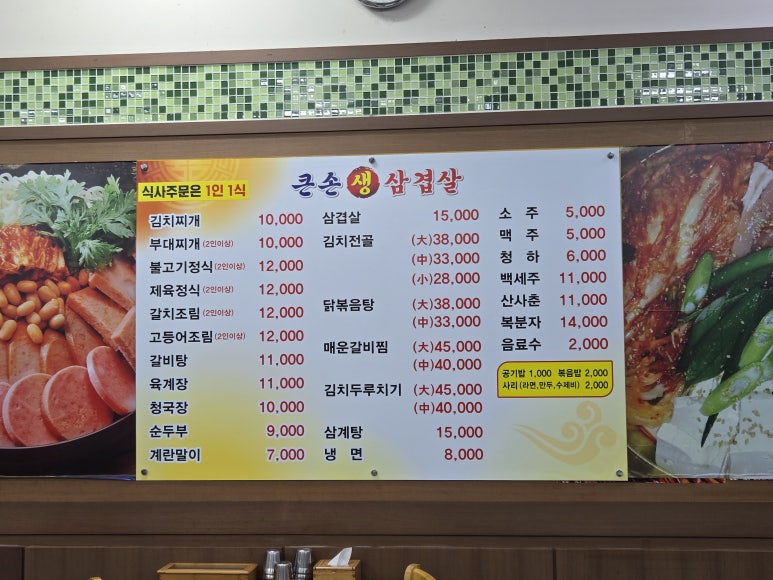 큰손생삼겹살
식사주문은 1인 1식
김치찌개 10,000
부대찌개 (2인이상) 10,000
불고기정식 (2인이상) 12,000
제육정식 (2인이상) 12,000
갈치조림 (2인이상) 12,000
고등어조림 (2인이상) 12,000
갈비탕 11,000
육계장 11,000
청국장 10,000
순두부 9,000
계란말이 7,000
삼겹살 15,000
김치전골 (大)38,000
(中)33,000
(小)28,000
닭볶음탕 (大)38,000
(中)33,000
매운갈비찜 (大)45,000
(中)40,000
김치두루치기 (大)45,000
(中)40,000
삼계탕 15,000
냉 면 8,000
소 주 5,000
맥 주 5,000
청 하 6,000
백세주 11,000
산사춘 11,000
복분자 14,000
음료수 2,000
공기밥 1,000 볶음밥 2,000
사리 (라면,만두,수제비) 2,000